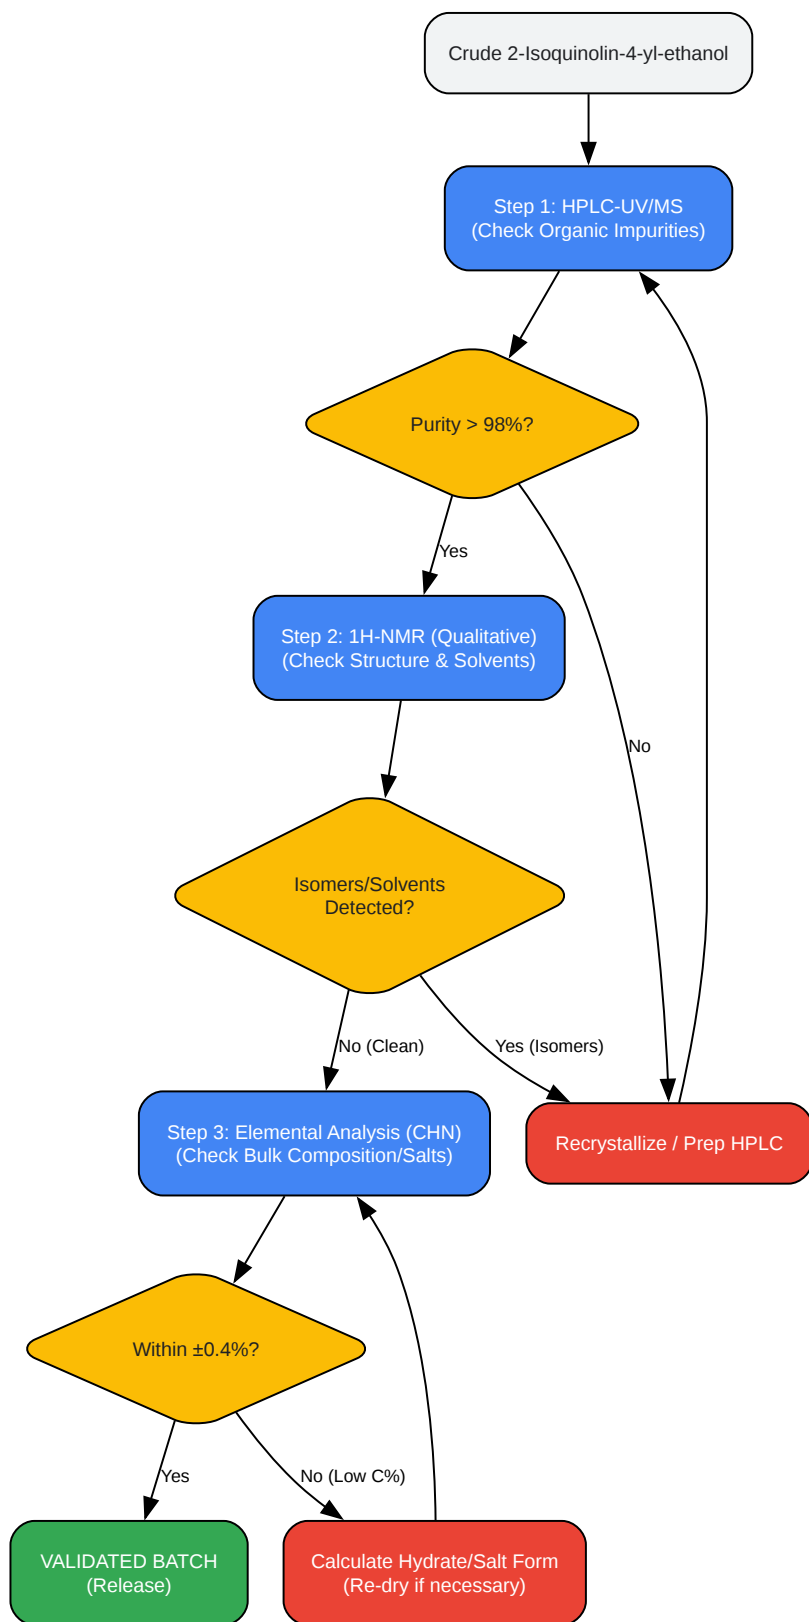 Crude 2-Isoquinolin-4-yl-ethanol
Step 1: HPLC-UV/MS
(Check Organic Impurities)
Purity > 98%?
Yes
Step 2: 1H-NMR (Qualitative)
(Check Structure & Solvents)
No
Isomers/Solvents
Detected?
No (Clean)
Yes (Isomers)
Step 3: Elemental Analysis (CHN)
(Check Bulk Composition/Salts)
Recrystallize / Prep HPLC
Within ±0.4%?
Yes
No (Low C%)
VALIDATED BATCH
(Release)
Calculate Hydrate/Salt Form
(Re-dry if necessary)